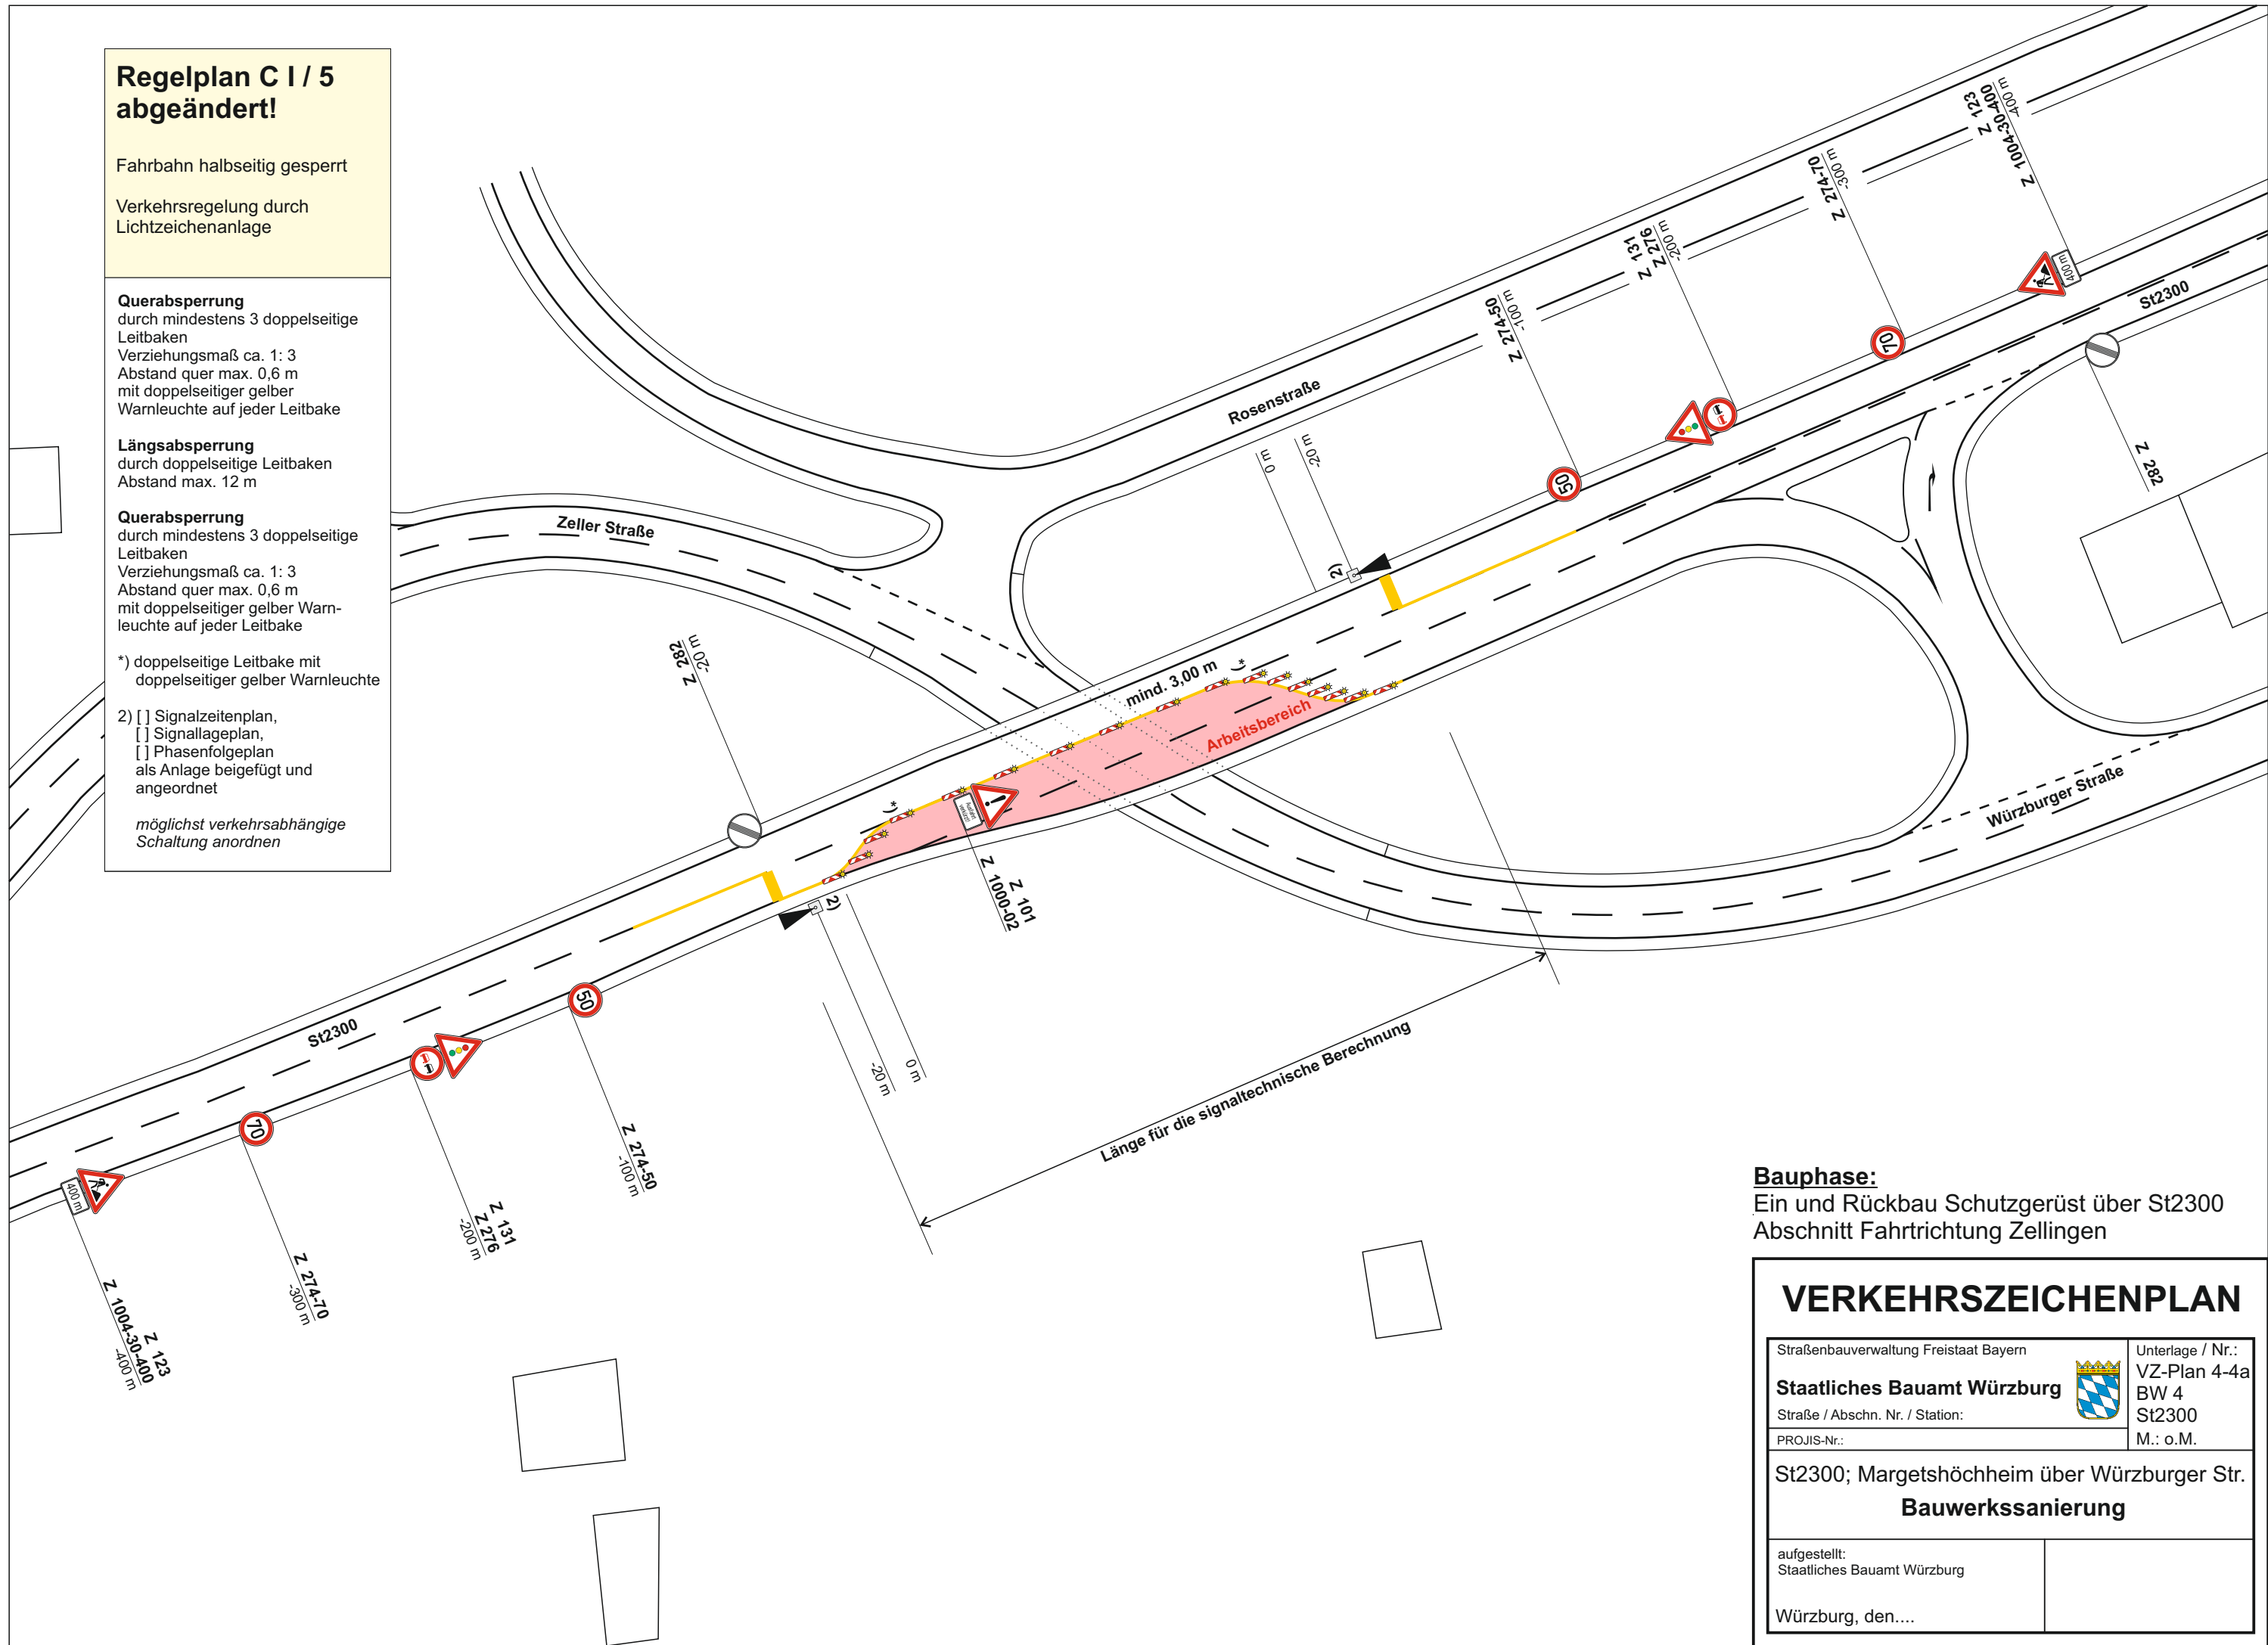 Regelplan C I / 5
abgeändert!
Fahrbahn halbseitig gesperrt
Verkehrsregelung durch
Lichtzeichenanlage
Querabsperrung
durch mindestens 3 doppelseitige
Leitbaken
Verziehungsmaß ca. 1: 3
Abstand quer max. 0,6 m
mit doppelseitiger gelber
Warnleuchte auf jeder Leitbake
Längsabsperrung
durch doppelseitige Leitbaken
Abstand max. 12 m
Querabsperrung
durch mindestens 3 doppelseitige
Leitbaken
Verziehungsmaß ca. 1: 3
Abstand quer max. 0,6 m
mit doppelseitiger gelber Warn-
leuchte auf jeder Leitbake
*) doppelseitige Leitbake mit
doppelseitiger gelber Warnleuchte
2) [ ] Signalzeitenplan,
[ ] Signallageplan,
[ ] Phasenfolgeplan
als Anlage beigefügt und
angeordnet
möglichst verkehrsabhängige
Schaltung anordnen
Z 123
Z 1004-30-400
-400 m
400 m
Z 274-70
-300 m
70
Z 131
Z 276
-200 m
Z 274-50
-100 m
50
-20 m
0 m
2)
Rosenstraße
Zeller Straße
St2300
Z 282
Z 282
-20 m
mind. 3,00 m
*)
Arbeitsbereich
*)
Z 101
Z 1000-02
Würzburger Straße
2)
-20 m
0 m
St2300
50
Z 274-50
-100 m
Z 131
Z 276
-200 m
70
Z 274-70
-300 m
400 m
Z 123
Z 1004-30-400
-400 m
Länge für die signaltechnische Berechnung
Bauphase:
Ein und Rückbau Schutzgerüst über St2300
Abschnitt Fahrtrichtung Zellingen
VERKEHRSZEICHENPLAN
Straßenbauverwaltung Freistaat Bayern
Staatliches Bauamt Würzburg
Straße / Abschn. Nr. / Station:
PROJIS-Nr.:
Unterlage / Nr.:
VZ-Plan 4-4a
BW 4
St2300
M.: o.M.
St2300; Margetshöchheim über Würzburger Str.
Bauwerkssanierung
aufgestellt:
Staatliches Bauamt Würzburg
Würzburg, den....